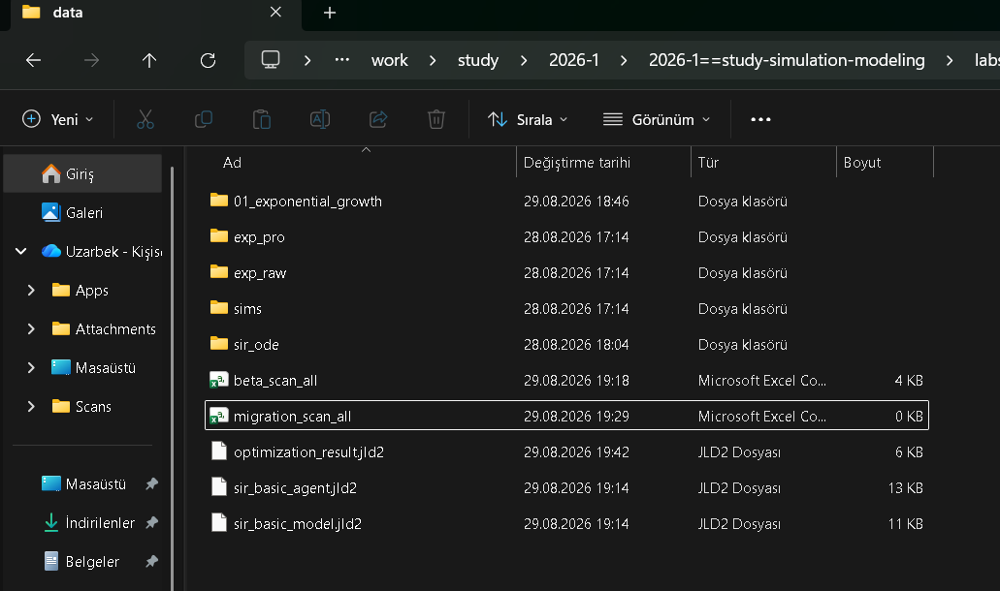 data
work > study > 2026-1 > 2026-1==study-simulation-modeling > labs
Yeni Sırala Görünüm
Ad Değiştirme tarihi Tür Boyut
Giriş
Galeri
Uzarbek - Kişise
Apps
Attachments
Masaüstü
Scans
Masaüstü
İndirilenler
Belgeler
01_exponential_growth 29.08.2026 18:46 Dosya klasörü
exp_pro 28.08.2026 17:14 Dosya klasörü
exp_raw 28.08.2026 17:14 Dosya klasörü
sims 28.08.2026 17:14 Dosya klasörü
sir_ode 28.08.2026 18:04 Dosya klasörü
beta_scan_all 29.08.2026 19:18 Microsoft Excel Co... 4 KB
migration_scan_all 29.08.2026 19:29 Microsoft Excel Co... 0 KB
optimization_result.jld2 29.08.2026 19:42 JLD2 Dosyası 6 KB
sir_basic_agent.jld2 29.08.2026 19:14 JLD2 Dosyası 13 KB
sir_basic_model.jld2 29.08.2026 19:14 JLD2 Dosyası 11 KB